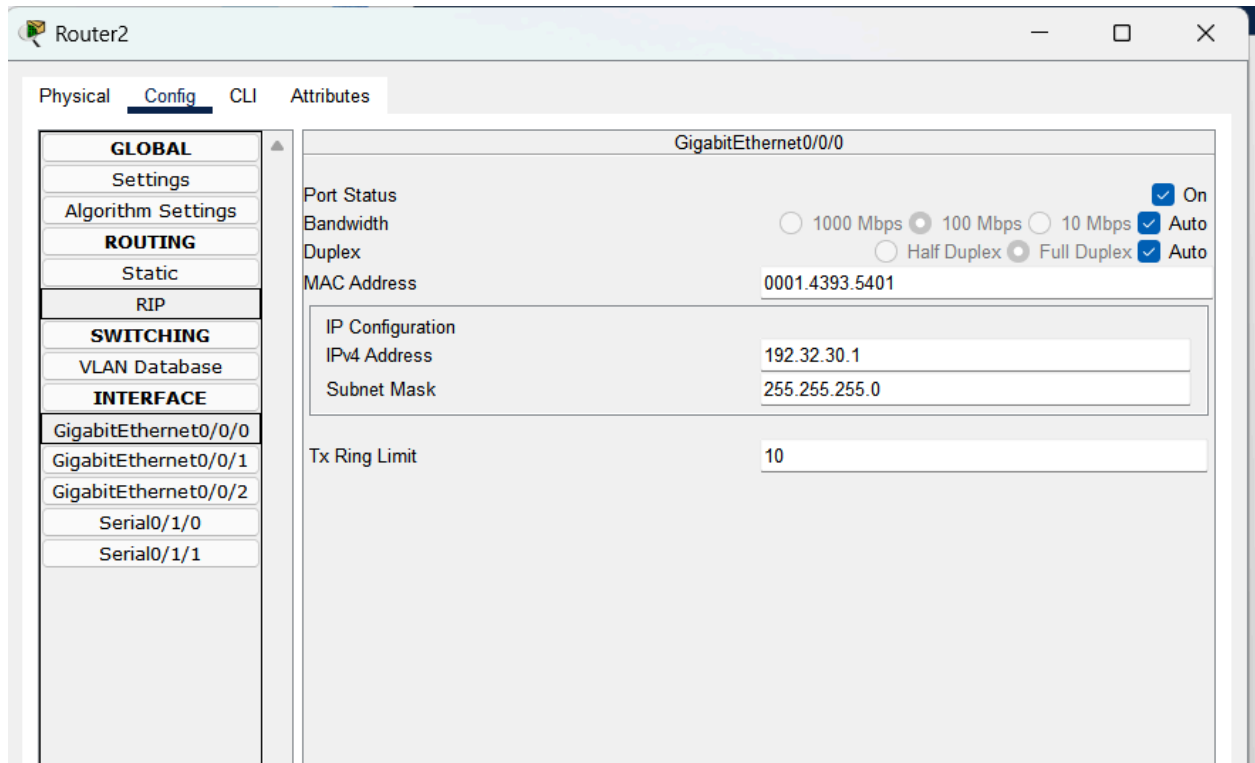 Router2
Physical Config CLI Attributes
GLOBAL
Settings
Algorithm Settings
ROUTING
Static
RIP
SWITCHING
VLAN Database
INTERFACE
GigabitEthernet0/0/0
GigabitEthernet0/0/1
GigabitEthernet0/0/2
Serial0/1/0
Serial0/1/1
GigabitEthernet0/0/0
Port Status On
Bandwidth 1000 Mbps 100 Mbps 10 Mbps Auto
Duplex Half Duplex Full Duplex Auto
MAC Address 0001.4393.5401
IP Configuration
IPv4 Address 192.32.30.1
Subnet Mask 255.255.255.0
Tx Ring Limit 10